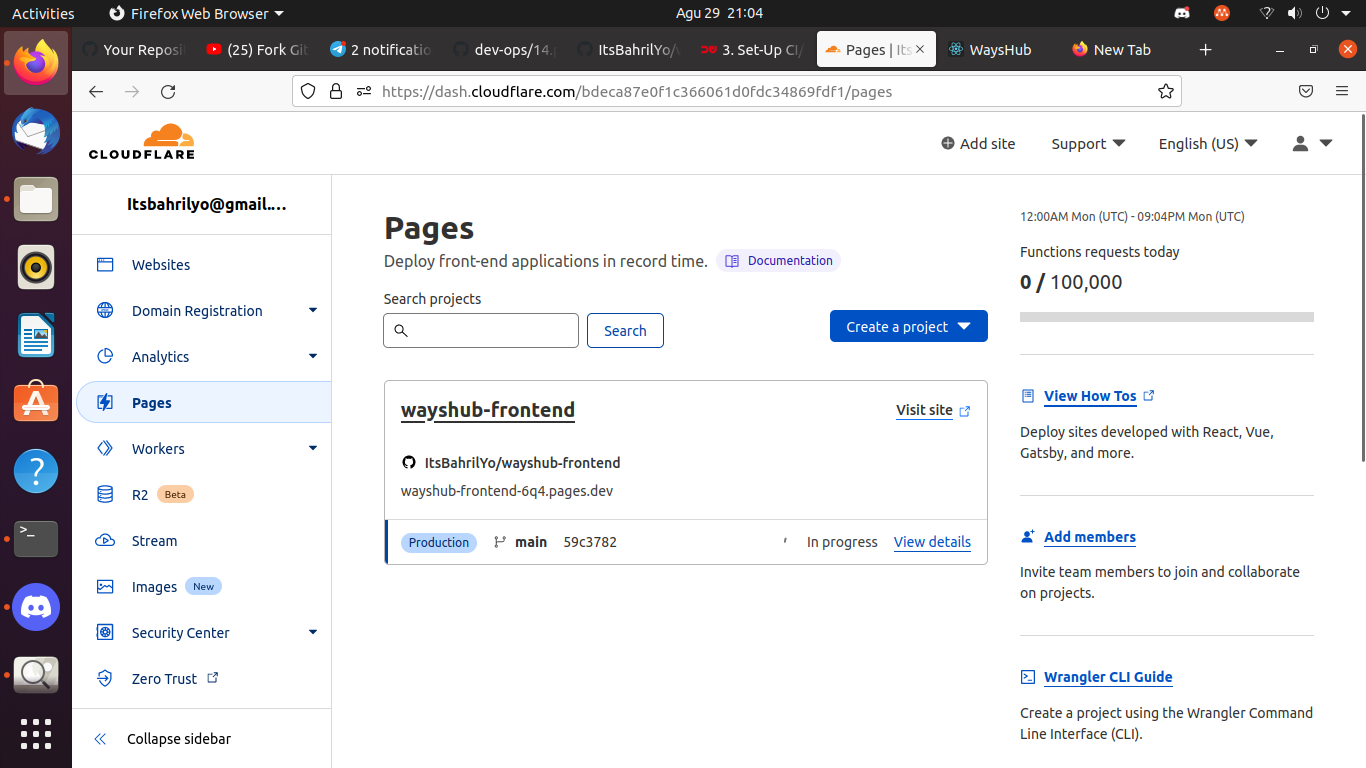 Activities
Firefox Web Browser
Agu 29 21:04
Your Reposi
(25) Fork Git
2 notificatio
dev-ops/14.
ItsBahrilYo/
3. Set-Up CI/
Pages | Its
WaysHub
New Tab
https://dash.cloudflare.com/bdeca87e0f1c366061d0fdc34869fdf1/pages
CLOUDFLARE
Add site
Support
English (US)
Itsbahrilyo@gmail....
Websites
Domain Registration
Analytics
Pages
Workers
R2 Beta
Stream
Images New
Security Center
Zero Trust
Collapse sidebar
Pages
Deploy front-end applications in record time. Documentation
Search projects
Search
Create a project
wayshub-frontend
Visit site
ItsBahrilYo/wayshub-frontend
wayshub-frontend-6q4.pages.dev
Production main 59c3782 In progress View details
12:00AM Mon (UTC) - 09:04PM Mon (UTC)
Functions requests today
0 / 100,000
View How Tos
Deploy sites developed with React, Vue,
Gatsby, and more.
Add members
Invite team members to join and collaborate
on projects.
Wrangler CLI Guide
Create a project using the Wrangler Command
Line Interface (CLI).